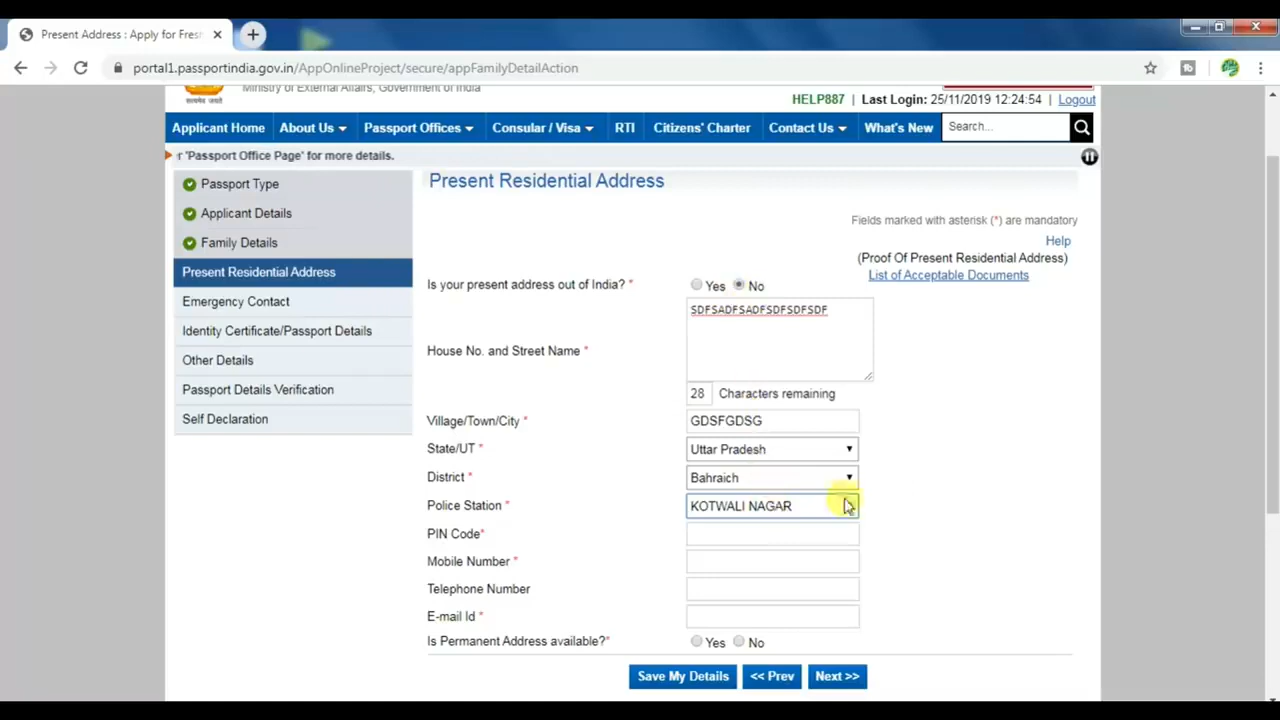 Present Address : Apply for Fres
portal1.passportindia.gov.in/AppOnlineProject/secure/appFamilyDetailAction
Ministry of External Affairs, Government of India
HELP887 | Last Login: 25/11/2019 12:24:54 | Logout
Applicant Home About Us Passport Offices Consular / Visa RTI Citizens' Charter Contact Us What's New Search...
r 'Passport Office Page' for more details.
Passport Type
Applicant Details
Family Details
Present Residential Address
Emergency Contact
Identity Certificate/Passport Details
Other Details
Passport Details Verification
Self Declaration
Present Residential Address
Fields marked with asterisk (*) are mandatory
Help
(Proof Of Present Residential Address)
List of Acceptable Documents
Is your present address out of India? * Yes No
SDFSADFSADFSDFSDFSDF
House No. and Street Name *
28 Characters remaining
Village/Town/City * GDSFGDSG
State/UT * Uttar Pradesh
District * Bahraich
Police Station * KOTWALI NAGAR
PIN Code*
Mobile Number *
Telephone Number
E-mail Id *
Is Permanent Address available?* Yes No
Save My Details << Prev Next >>